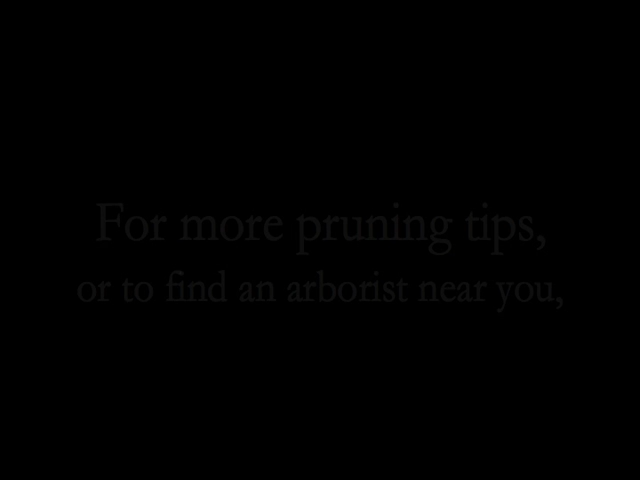 For more pruning tips,
or to find an arborist near you,